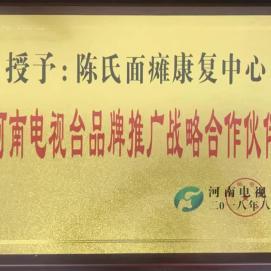 授予：陈氏面瘫康复中心
河南电视台品牌推广战略合作伙伴
河南电视
二〇一八年八